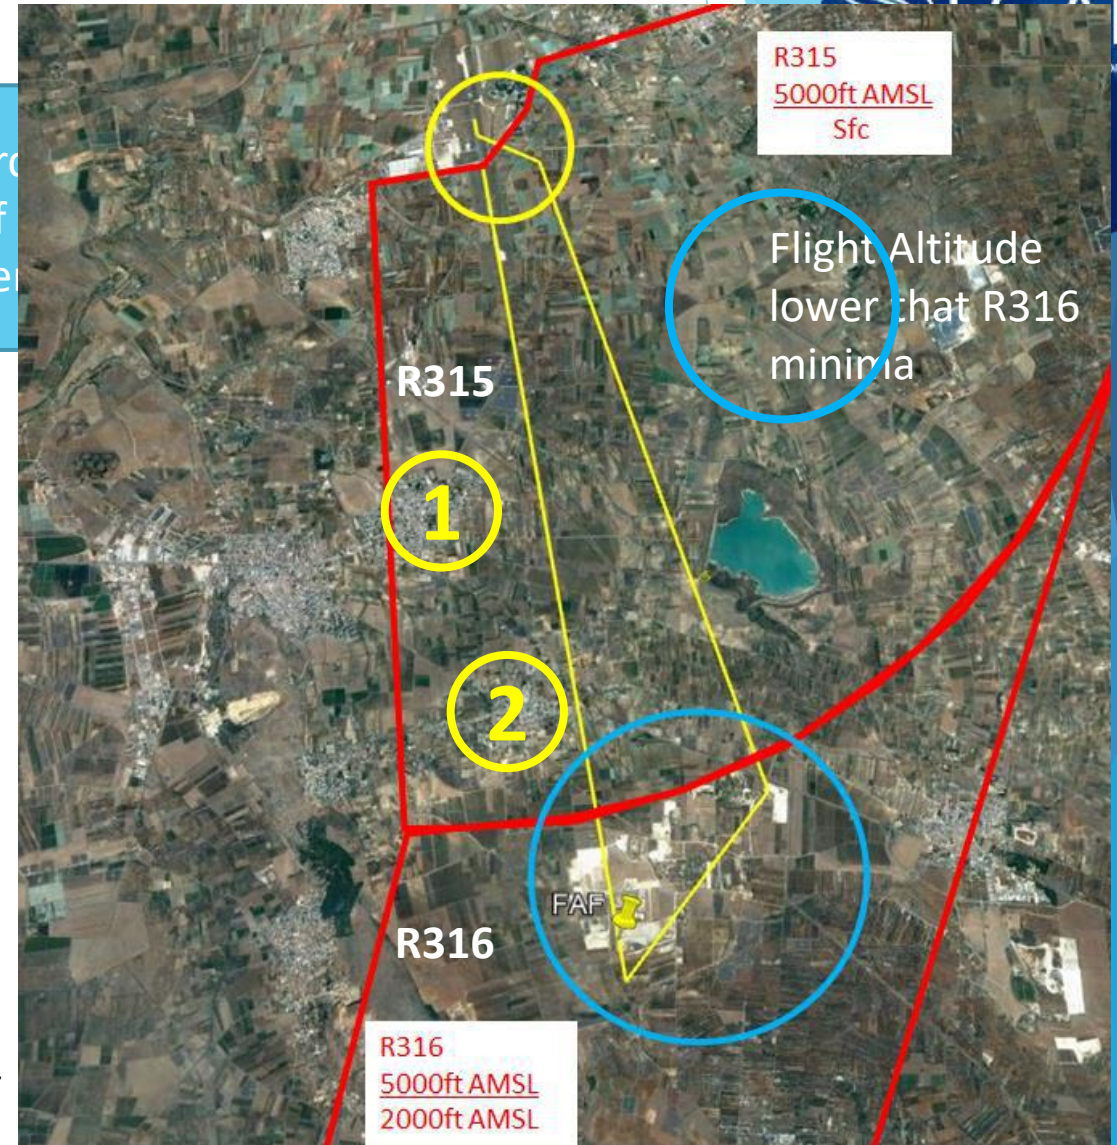 R315
5000ft AMSL
Sfc
Flight Altitude
lower that R316
minima
R315
1
2
FAF
R316
R316
5000ft AMSL
2000ft AMSL